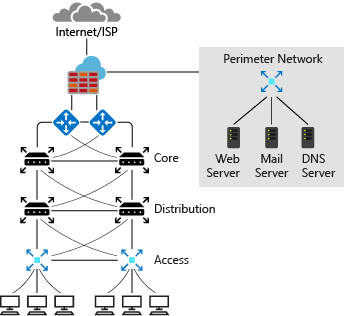 Internet/ISP
Perimeter Network
Web
Server
Mail
Server
DNS
Server
Core
Distribution
Access